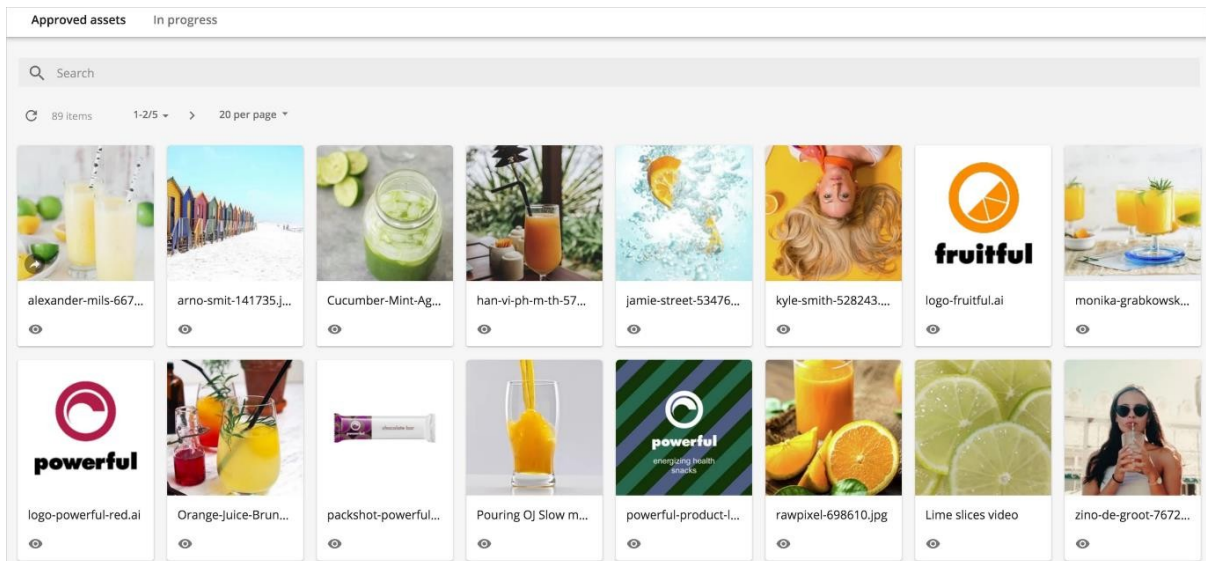 Approved assets In progress
Search
89 items 1-2/5 20 per page
fruitful
alexander-mils-667... arno-smit-141735.j... Cucumber-Mint-Ag... han-vi-ph-m-th-57... jamie-street-53476... kyle-smith-528243.... logo-fruitful.ai monika-grabkowsk...
powerful
powerful
chocolate bar
powerful
energizing health
snacks
logo-powerful-red.ai Orange-Juice-Brun... packshot-powerful... Pouring OJ Slow m... powerful-product-l... rawpixel-698610.jpg Lime slices video zino-de-groot-7672...